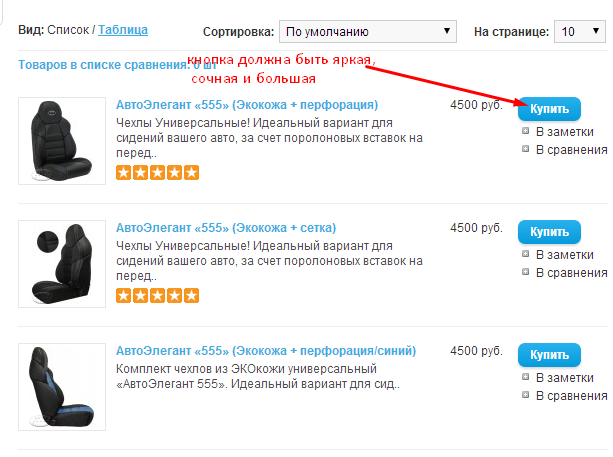 Вид: Список / Таблица
Сортировка: По умолчанию
На странице: 10
кнопка должна быть яркая,
Товаров в списке сравнения: 0 шт
сочная и большая
АвтоЭлегант «555» (Экокожа + перфорация)
4500 руб.
Купить
Чехлы Универсальные! Идеальный вариант для
сидений вашего авто, за счет поролоновых вставок на
перед..
В заметки
В сравнения
АвтоЭлегант «555» (Экокожа + сетка)
4500 руб.
Купить
Чехлы Универсальные! Идеальный вариант для
сидений вашего авто, за счет поролоновых вставок на
перед..
В заметки
В сравнения
АвтоЭлегант «555» (Экокожа + перфорация/синий)
4500 руб.
Купить
Комплект чехлов из ЭКОкожи универсальный
«АвтоЭлегант 555». Идеальный вариант для сид..
В заметки
В сравнения